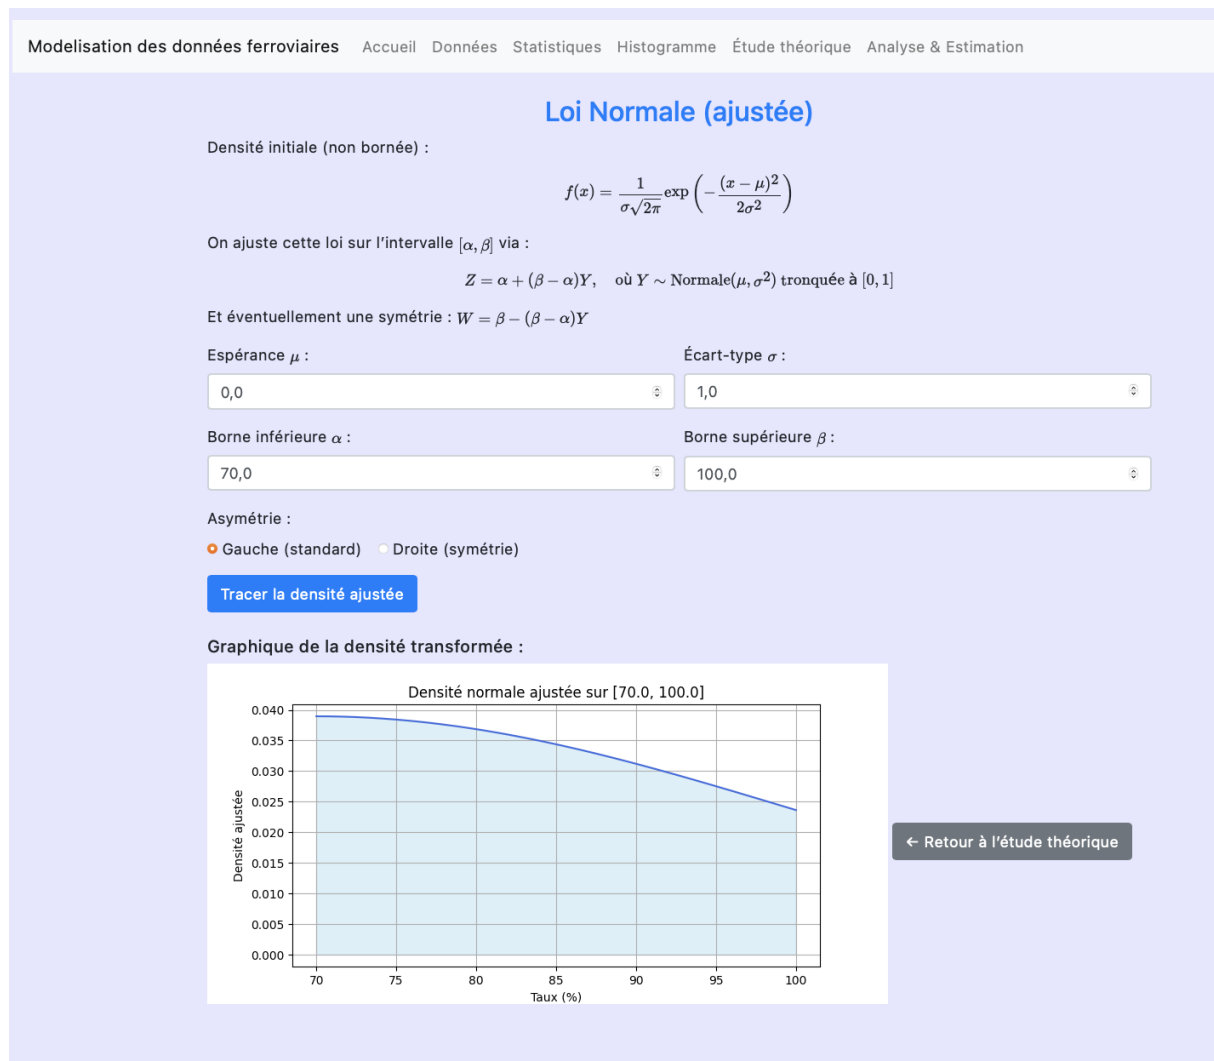 Modelisation des données ferroviaires Accueil Données Statistiques Histogramme Étude théorique Analyse & Estimation
Loi Normale (ajustée)
Densité initiale (non bornée) :
f(x) = 1/(σ√2π) exp(−(x − μ)²/2σ²)
On ajuste cette loi sur l'intervalle [α, β] via :
Z = α + (β − α)Y, où Y ∼ Normale(μ, σ²) tronquée à [0, 1]
Et éventuellement une symétrie : W = β − (β − α)Y
Espérance μ : Écart-type σ :
0,0 1,0
Borne inférieure α : Borne supérieure β :
70,0 100,0
Asymétrie :
Gauche (standard) Droite (symétrie)
Tracer la densité ajustée
Graphique de la densité transformée :
Densité normale ajustée sur [70.0, 100.0]
0.040
0.035
0.030
0.025
0.020
0.015
0.010
0.005
0.000
Densité ajustée
70 75 80 85 90 95 100
Taux (%)
← Retour à l'étude théorique